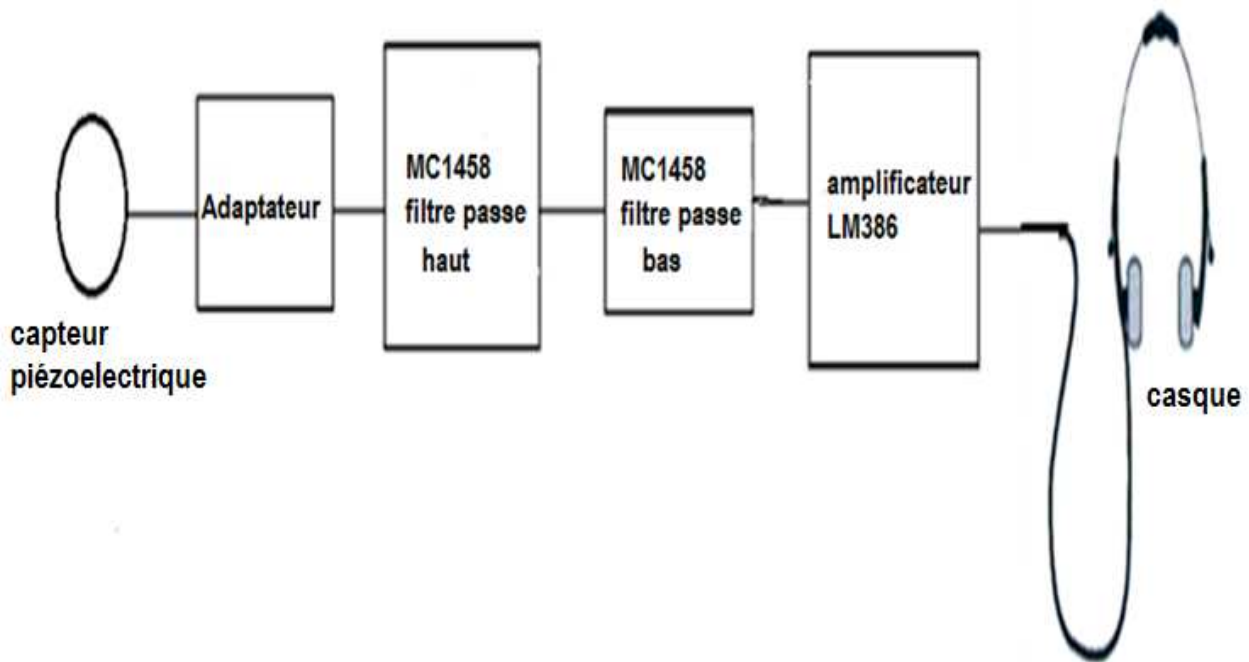 capteur
piézoelectrique
Adaptateur
MC1458
filtre passe
haut
MC1458
filtre passe
bas
amplificateur
LM386
casque